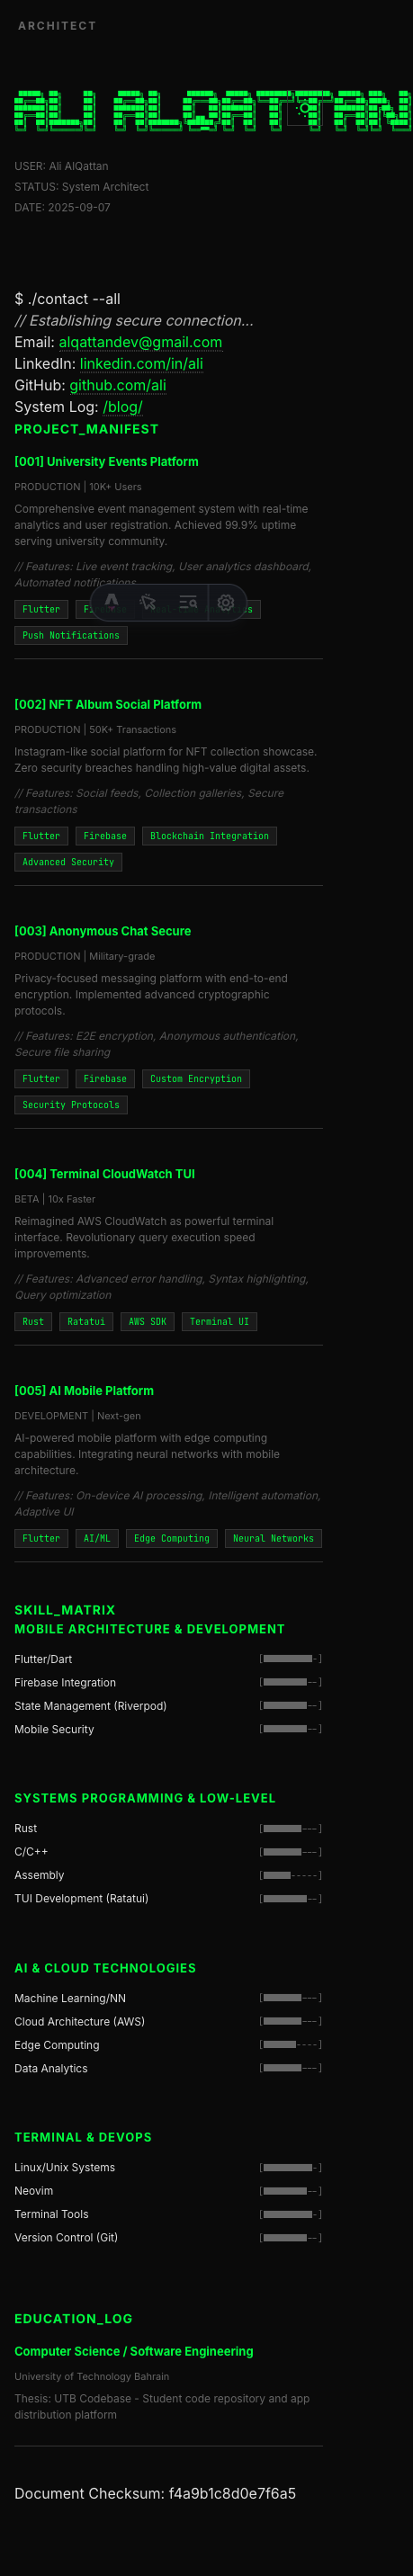 ARCHITECT
ALI ALQATTAN
USER: Ali AlQattan
STATUS: System Architect
DATE: 2025-09-07
$ ./contact --all
// Establishing secure connection...
Email: alqattandev@gmail.com
LinkedIn: linkedin.com/in/ali
GitHub: github.com/ali
System Log: /blog/
PROJECT_MANIFEST
[001] University Events Platform
PRODUCTION | 10K+ Users
Comprehensive event management system with real-time
analytics and user registration. Achieved 99.9% uptime
serving university community.
// Features: Live event tracking, User analytics dashboard,
Automated notifications
Flutter
Push Notifications
[002] NFT Album Social Platform
PRODUCTION | 50K+ Transactions
Instagram-like social platform for NFT collection showcase.
Zero security breaches handling high-value digital assets.
// Features: Social feeds, Collection galleries, Secure
transactions
Flutter Firebase Blockchain Integration
Advanced Security
[003] Anonymous Chat Secure
PRODUCTION | Military-grade
Privacy-focused messaging platform with end-to-end
encryption. Implemented advanced cryptographic
protocols.
// Features: E2E encryption, Anonymous authentication,
Secure file sharing
Flutter Firebase Custom Encryption
Security Protocols
[004] Terminal CloudWatch TUI
BETA | 10x Faster
Reimagined AWS CloudWatch as powerful terminal
interface. Revolutionary query execution speed
improvements.
// Features: Advanced error handling, Syntax highlighting,
Query optimization
Rust Ratatui AWS SDK Terminal UI
[005] AI Mobile Platform
DEVELOPMENT | Next-gen
AI-powered mobile platform with edge computing
capabilities. Integrating neural networks with mobile
architecture.
// Features: On-device AI processing, Intelligent automation,
Adaptive UI
Flutter AI/ML Edge Computing Neural Networks
SKILL_MATRIX
MOBILE ARCHITECTURE & DEVELOPMENT
Flutter/Dart [█████████-]
Firebase Integration [████████--]
State Management (Riverpod) [████████--]
Mobile Security [████████--]
SYSTEMS PROGRAMMING & LOW-LEVEL
Rust [███████---]
C/C++ [███████---]
Assembly [█████-----]
TUI Development (Ratatui) [████████--]
AI & CLOUD TECHNOLOGIES
Machine Learning/NN [███████---]
Cloud Architecture (AWS) [███████---]
Edge Computing [██████----]
Data Analytics [███████---]
TERMINAL & DEVOPS
Linux/Unix Systems [█████████-]
Neovim [████████--]
Terminal Tools [█████████-]
Version Control (Git) [████████--]
EDUCATION_LOG
Computer Science / Software Engineering
University of Technology Bahrain
Thesis: UTB Codebase - Student code repository and app
distribution platform
Document Checksum: f4a9b1c8d0e7f6a5